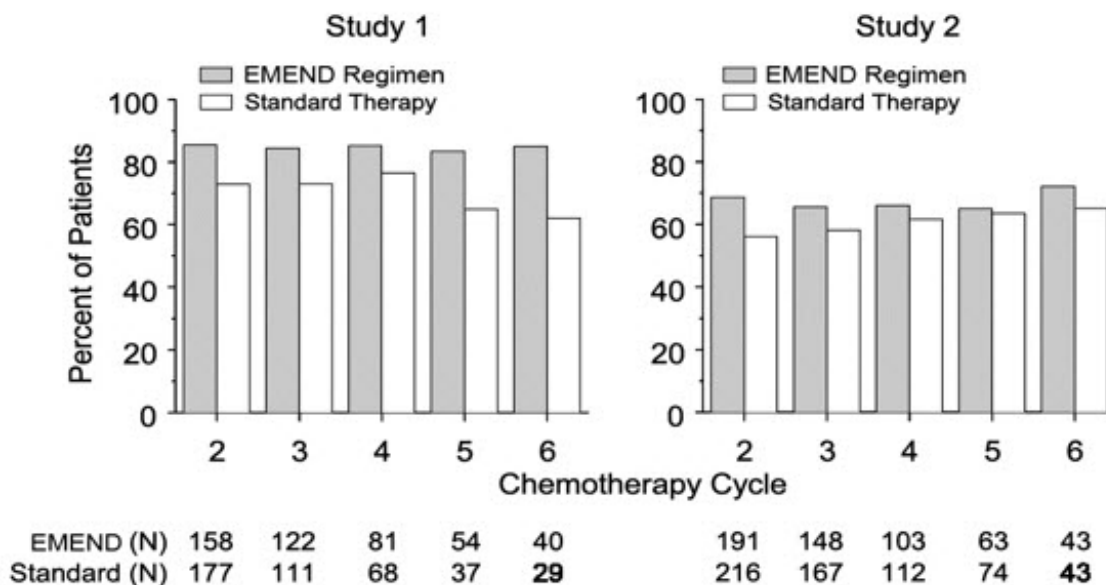 Study 1
EMEND Regimen
Standard Therapy
Percent of Patients
100
80
60
40
20
0
2 3 4 5 6
Study 2
EMEND Regimen
Standard Therapy
100
80
60
40
20
0
2 3 4 5 6
Chemotherapy Cycle
EMEND (N) 158 122 81 54 40 191 148 103 63 43
Standard (N) 177 111 68 37 29 216 167 112 74 43